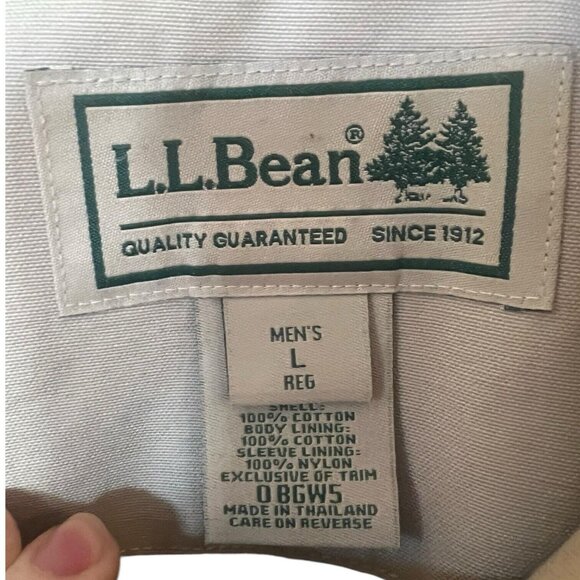 L.L.Bean®
QUALITY GUARANTEED SINCE 1912
MEN'S
L
REG
SHELL:
100% COTTON
BODY LINING:
100% COTTON
SLEEVE LINING:
100% NYLON
EXCLUSIVE OF TRIM
0BGW5
MADE IN THAILAND
CARE ON REVERSE